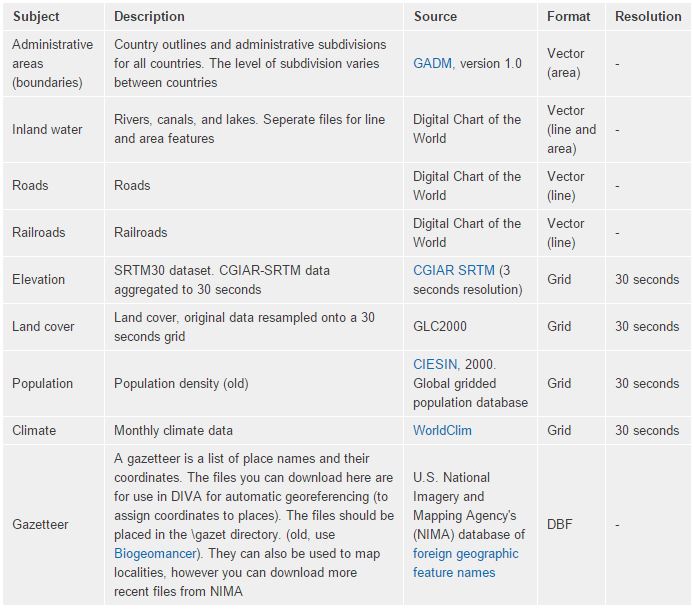 Subject Description Source Format Resolution
Administrative
areas
(boundaries)
Country outlines and administrative subdivisions
for all countries. The level of subdivision varies
between countries
GADM, version 1.0
Vector
(area)
-
Inland water
Rivers, canals, and lakes. Seperate files for line
and area features
Digital Chart of the
World
Vector
(line and
area)
-
Roads
Roads
Digital Chart of the
World
Vector
(line)
-
Railroads
Railroads
Digital Chart of the
World
Vector
(line)
-
Elevation
SRTM30 dataset. CGIAR-SRTM data
aggregated to 30 seconds
CGIAR SRTM (3
seconds resolution)
Grid
30 seconds
Land cover
Land cover, original data resampled onto a 30
seconds grid
GLC2000
Grid
30 seconds
Population
Population density (old)
CIESIN, 2000.
Global gridded
population database
Grid
30 seconds
Climate
Monthly climate data
WorldClim
Grid
30 seconds
Gazetteer
A gazetteer is a list of place names and their
coordinates. The files you can download here are
for use in DIVA for automatic georeferencing (to
assign coordinates to places). The files should be
placed in the \gazet directory. (old, use
Biogeomancer). They can also be used to map
localities, however you can download more
recent files from NIMA
U.S. National
Imagery and
Mapping Agency's
(NIMA) database of
foreign geographic
feature names
DBF
-